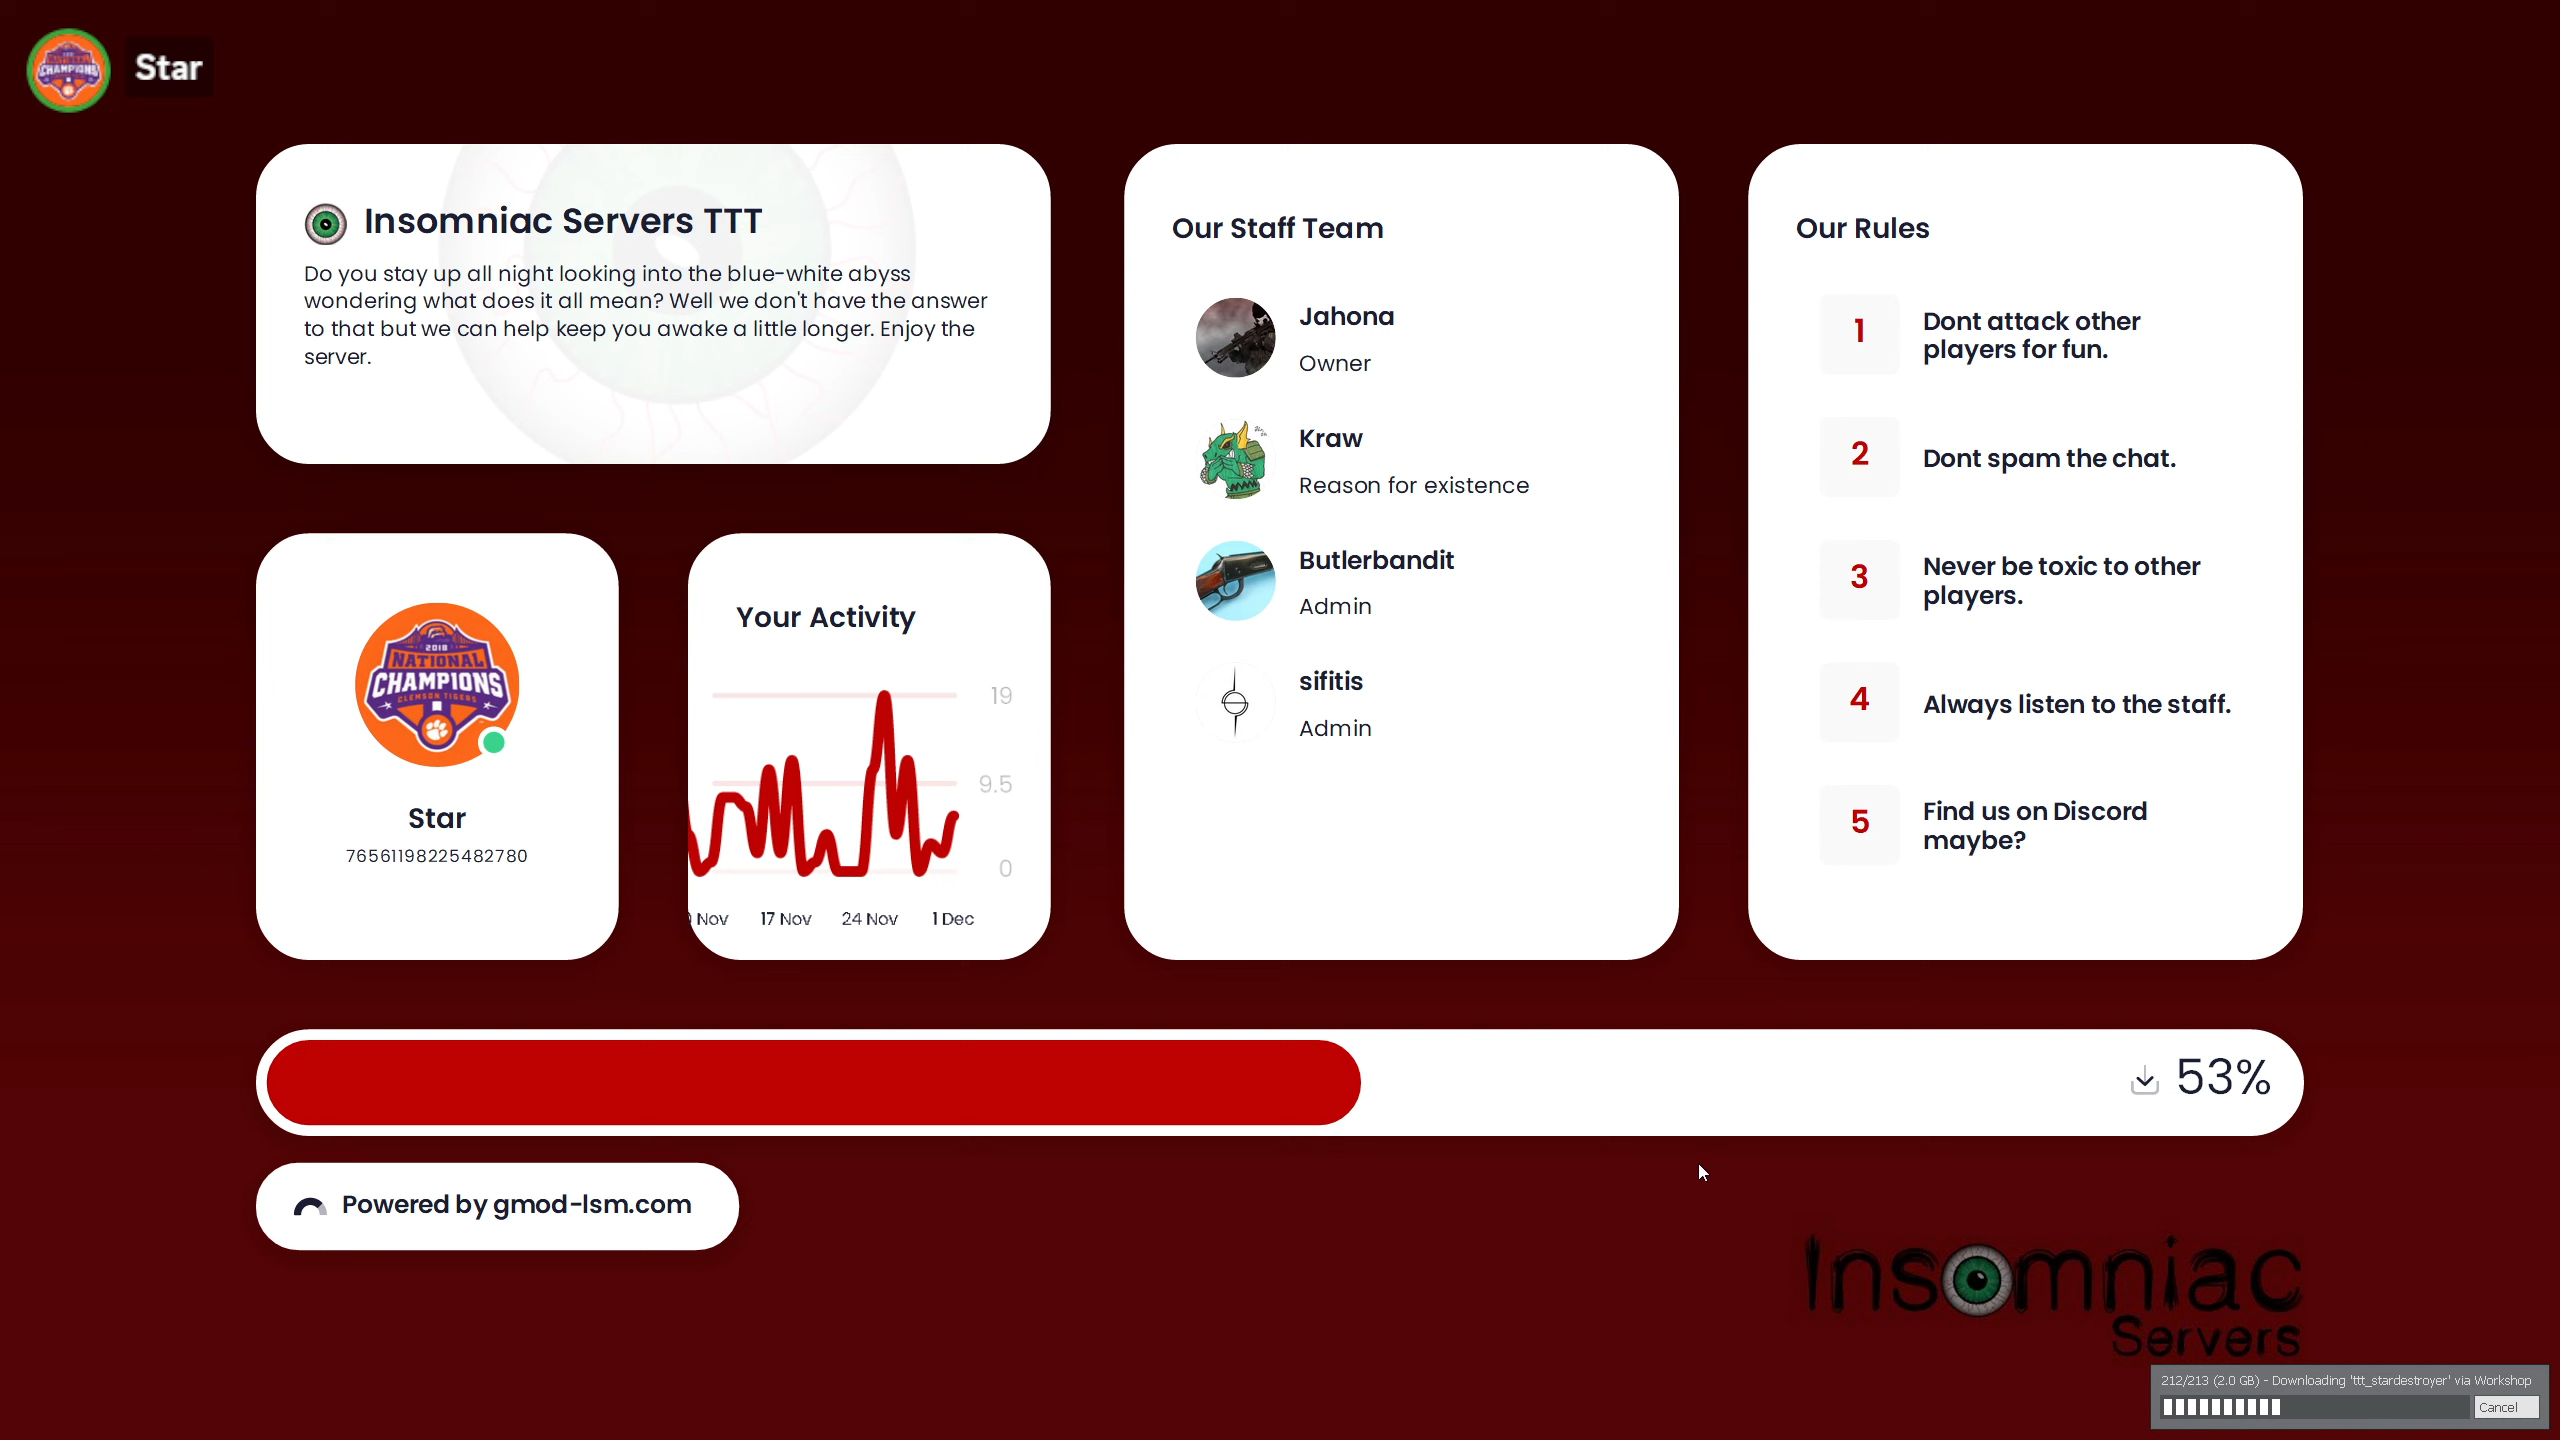 Star
Insomniac Servers TTT
Do you stay up all night looking into the blue-white abyss
wondering what does it all mean? Well we don't have the answer
to that but we can help keep you awake a little longer. Enjoy the
server.
2018
NATIONAL
CHAMPIONS
CLEMSON TIGERS
Star
76561198225482780
Your Activity
19
9.5
0
Nov
17 Nov
24 Nov
1 Dec
Our Staff Team
Jahona
Owner
Kraw
Reason for existence
Butlerbandit
Admin
sifitis
Admin
Our Rules
1
Dont attack other
players for fun.
2
Dont spam the chat.
3
Never be toxic to other
players.
4
Always listen to the staff.
5
Find us on Discord
maybe?
53%
Powered by gmod-lsm.com
Insomniac
Servers
212/213 (2.0 GB) - Downloading 'ttt_stardestroyer' via Workshop
Cancel